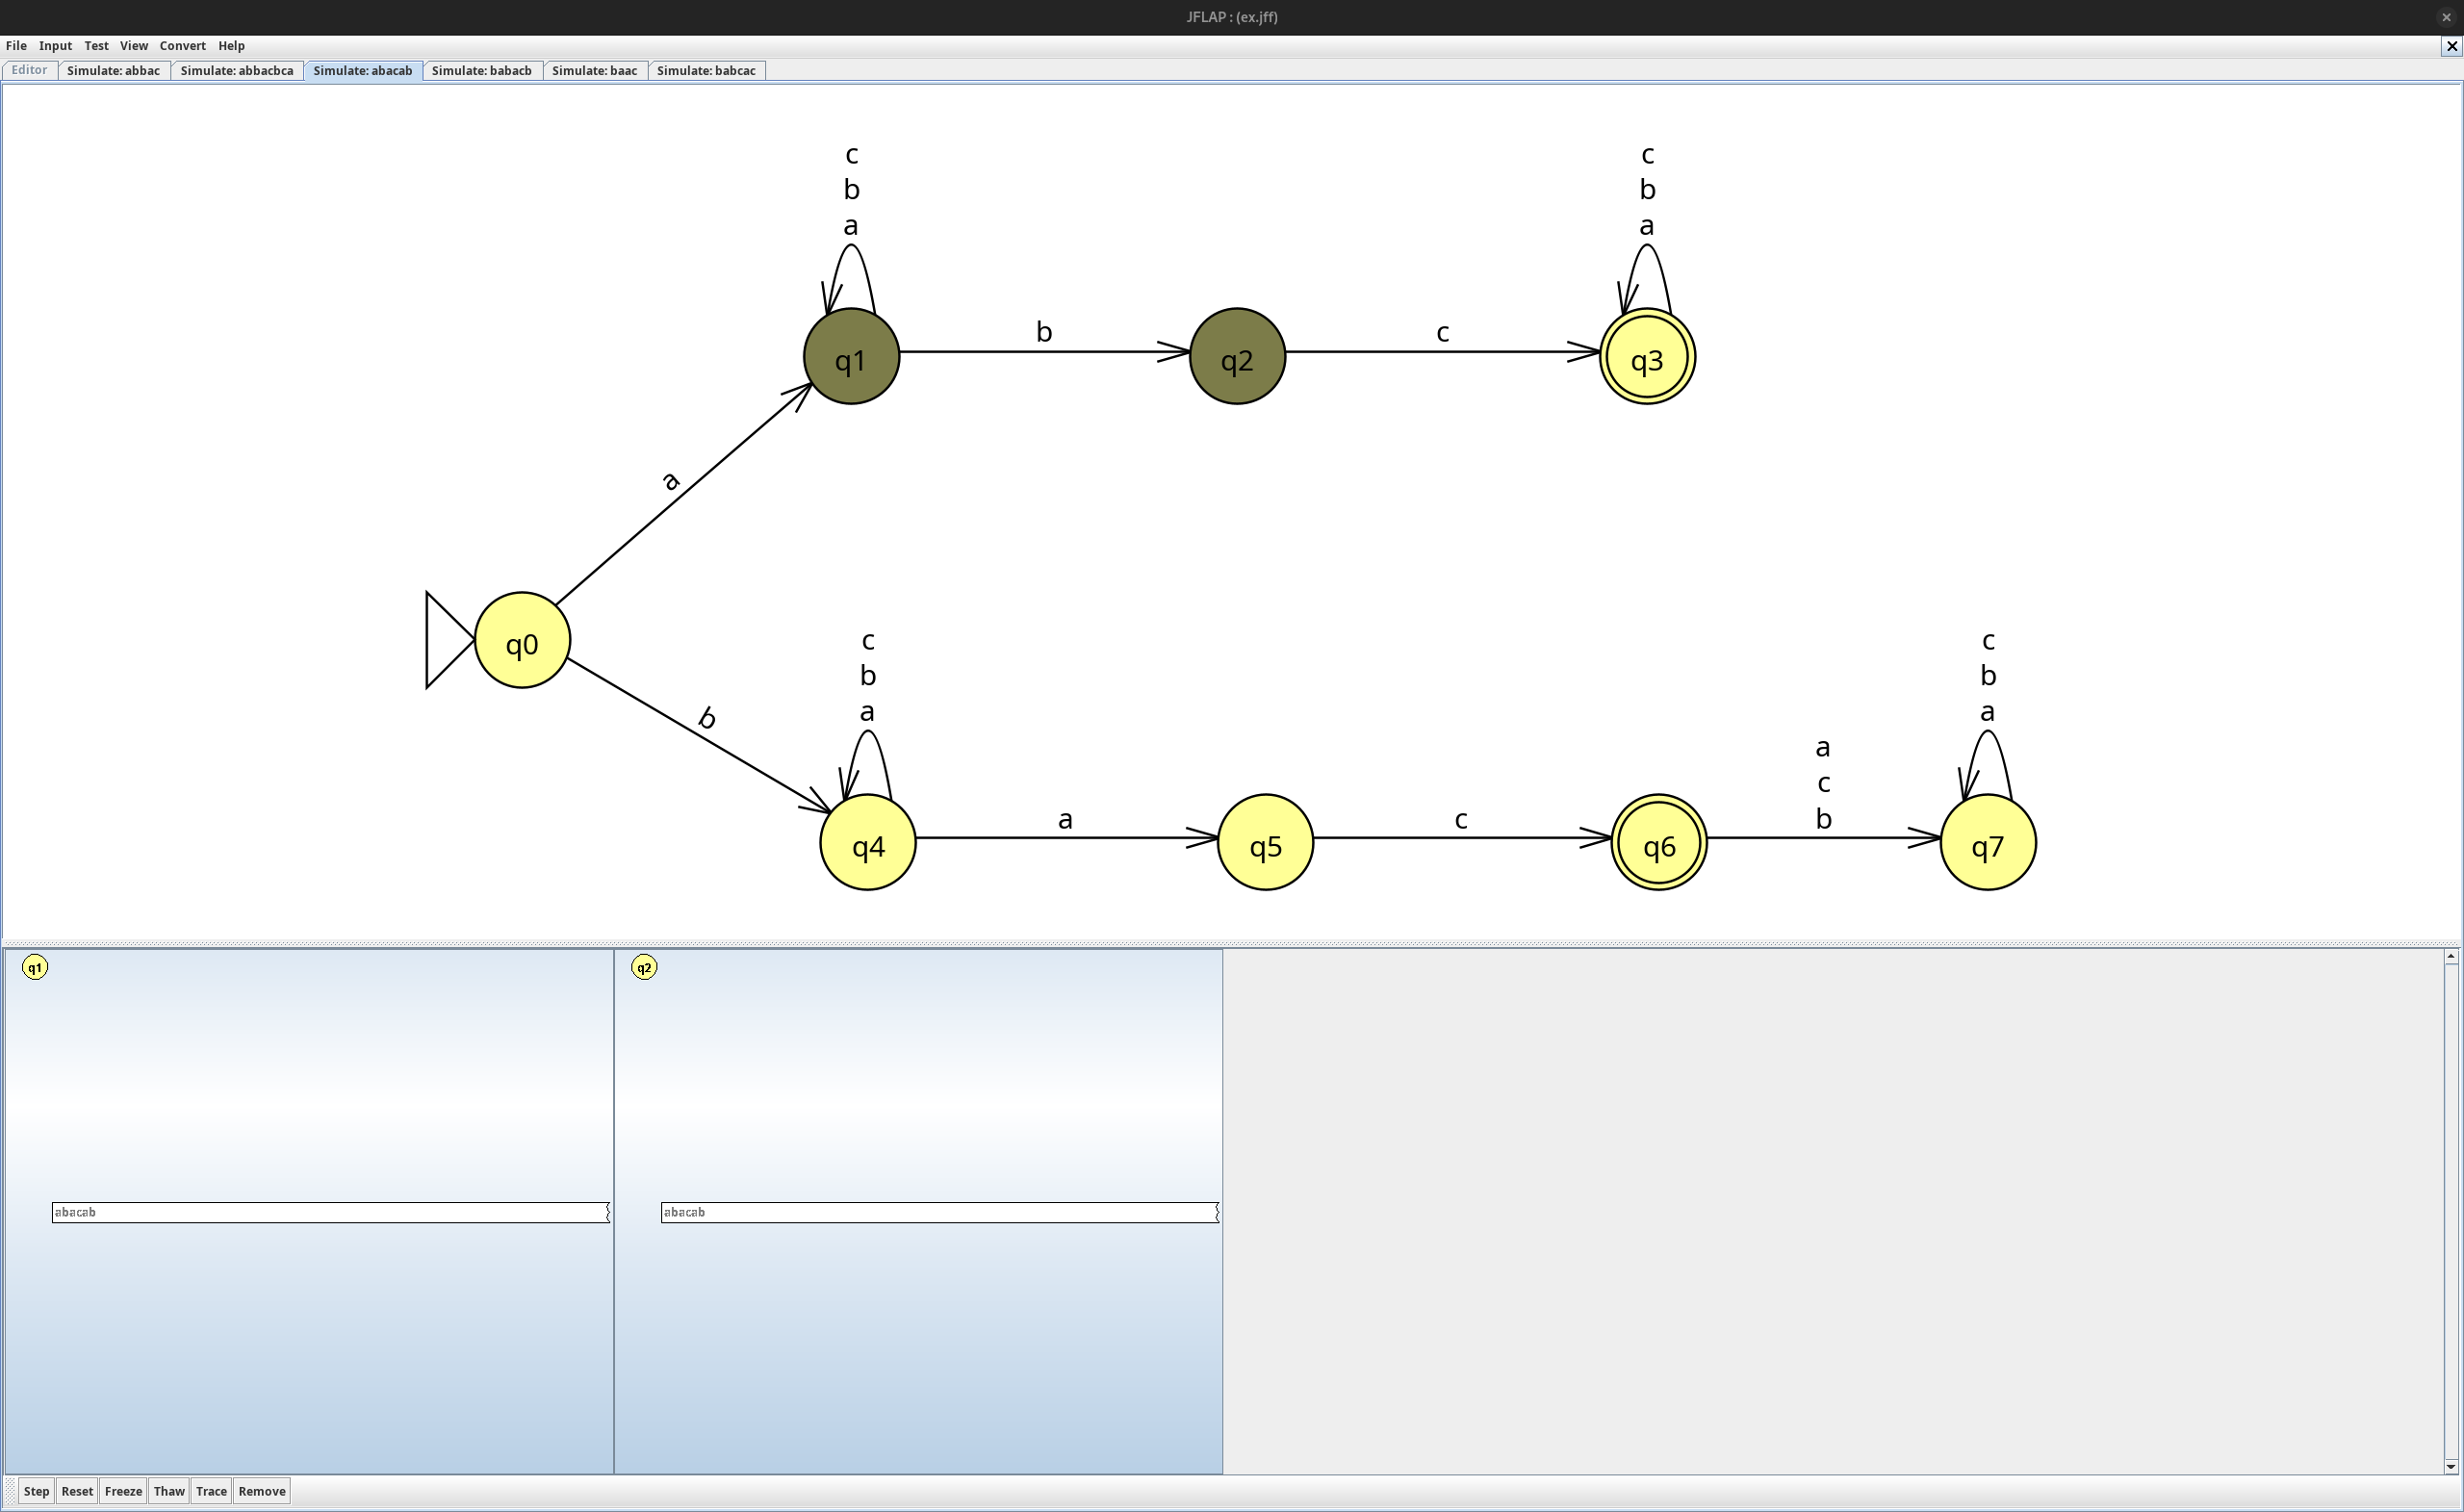 JFLAP : (ex.jff)
File Input Test View Convert Help
Editor Simulate: abbac Simulate: abbacbca Simulate: abacab Simulate: babacb Simulate: baac Simulate: babcac
c c
b b
a a
b c
q1 q2 q3
a
q0
c c
b b
a a
b
a
c
a c b
q4 q5 q6 q7
q1 q2
abacab abacab
Step Reset Freeze Thaw Trace Remove